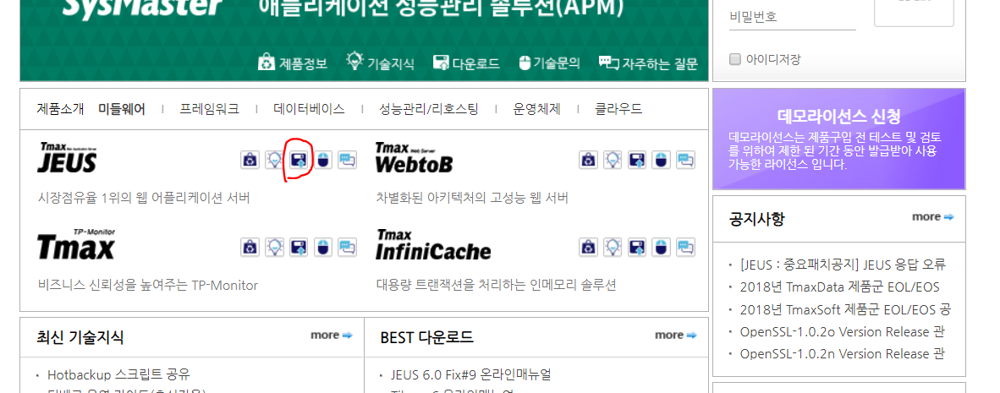 SysMaster 애플리케이션 성능관리 솔루션(APM)
제품정보 기술지식 다운로드 기술문의 자주하는 질문
비밀번호
아이디저장
제품소개 미들웨어 | 프레임워크 | 데이터베이스 | 성능관리/리호스팅 | 운영체제 | 클라우드
Tmax
JEUS
시장점유율 1위의 웹 어플리케이션 서버
Tmax Web Server
WebtoB
차별화된 아키텍처의 고성능 웹 서버
TP-Monitor
Tmax
비즈니스 신뢰성을 높여주는 TP-Monitor
Tmax
InfiniCache
대용량 트랜잭션을 처리하는 인메모리 솔루션
데모라이선스 신청
데모라이선스는 제품구입 전 테스트 및 검토
를 위하여 제한 된 기간 동안 발급받아 사용
가능한 라이선스 입니다.
공지사항 more
[JEUS : 중요패치공지] JEUS 응답 오류
2018년 TmaxData 제품군 EOL/EOS
2018년 TmaxSoft 제품군 EOL/EOS 공
OpenSSL-1.0.2o Version Release 관
OpenSSL-1.0.2n Version Release 관
최신 기술지식 more
Hotbackup 스크립트 공유
BEST 다운로드 more
JEUS 6.0 Fix#9 온라인매뉴얼